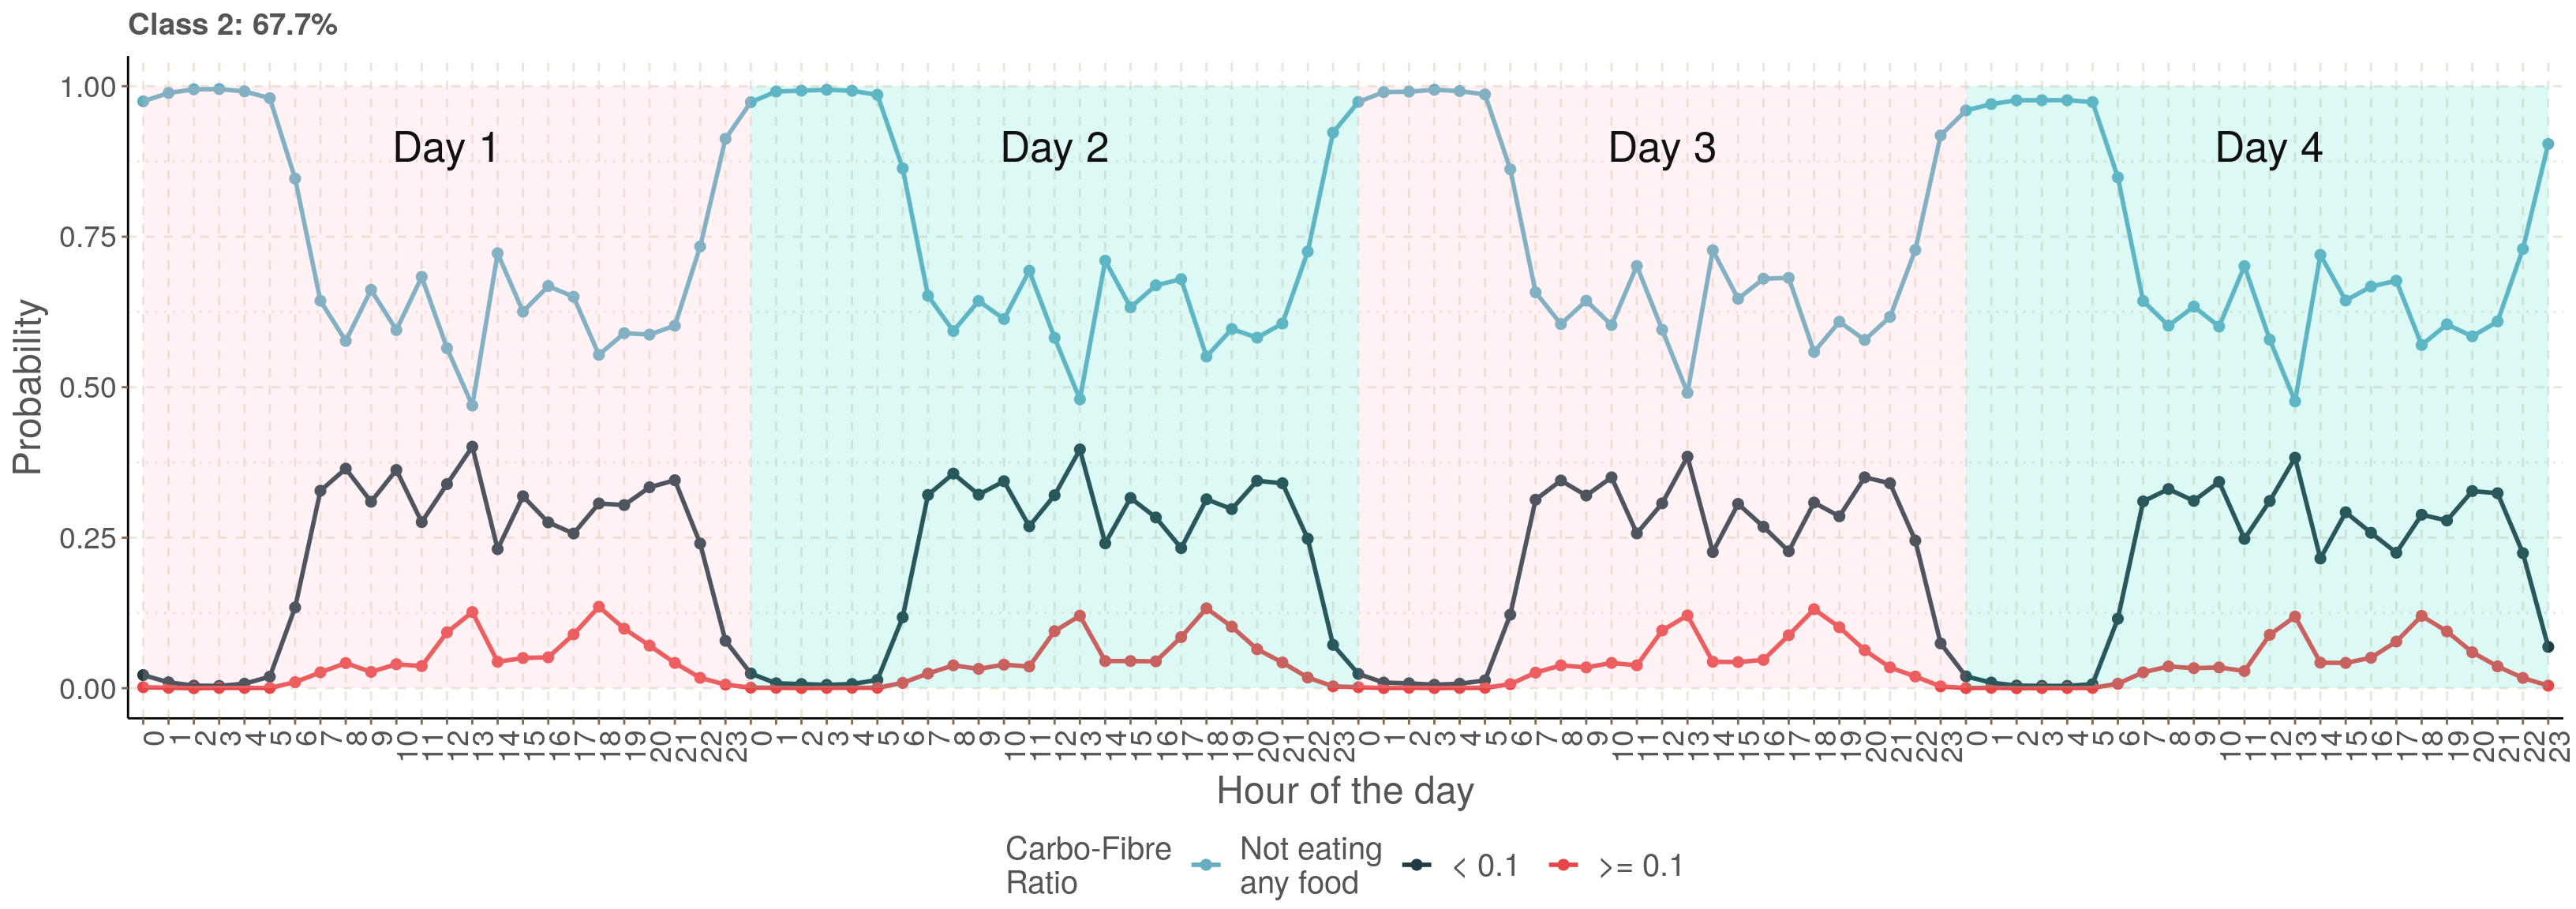 Class 2: 67.7%
1.00
0.75
0.50
0.25
0.00
Probability
Day 1
Day 2
Day 3
Day 4
0 1 2 3 4 5 6 7 8 9 10 11 12 13 14 15 16 17 18 19 20 21 22 23 0 1 2 3 4 5 6 7 8 9 10 11 12 13 14 15 16 17 18 19 20 21 22 23 0 1 2 3 4 5 6 7 8 9 10 11 12 13 14 15 16 17 18 19 20 21 22 23 0 1 2 3 4 5 6 7 8 9 10 11 12 13 14 15 16 17 18 19 20 21 22 23
Hour of the day
Carbo-Fibre
Ratio
Not eating
any food
< 0.1
>= 0.1